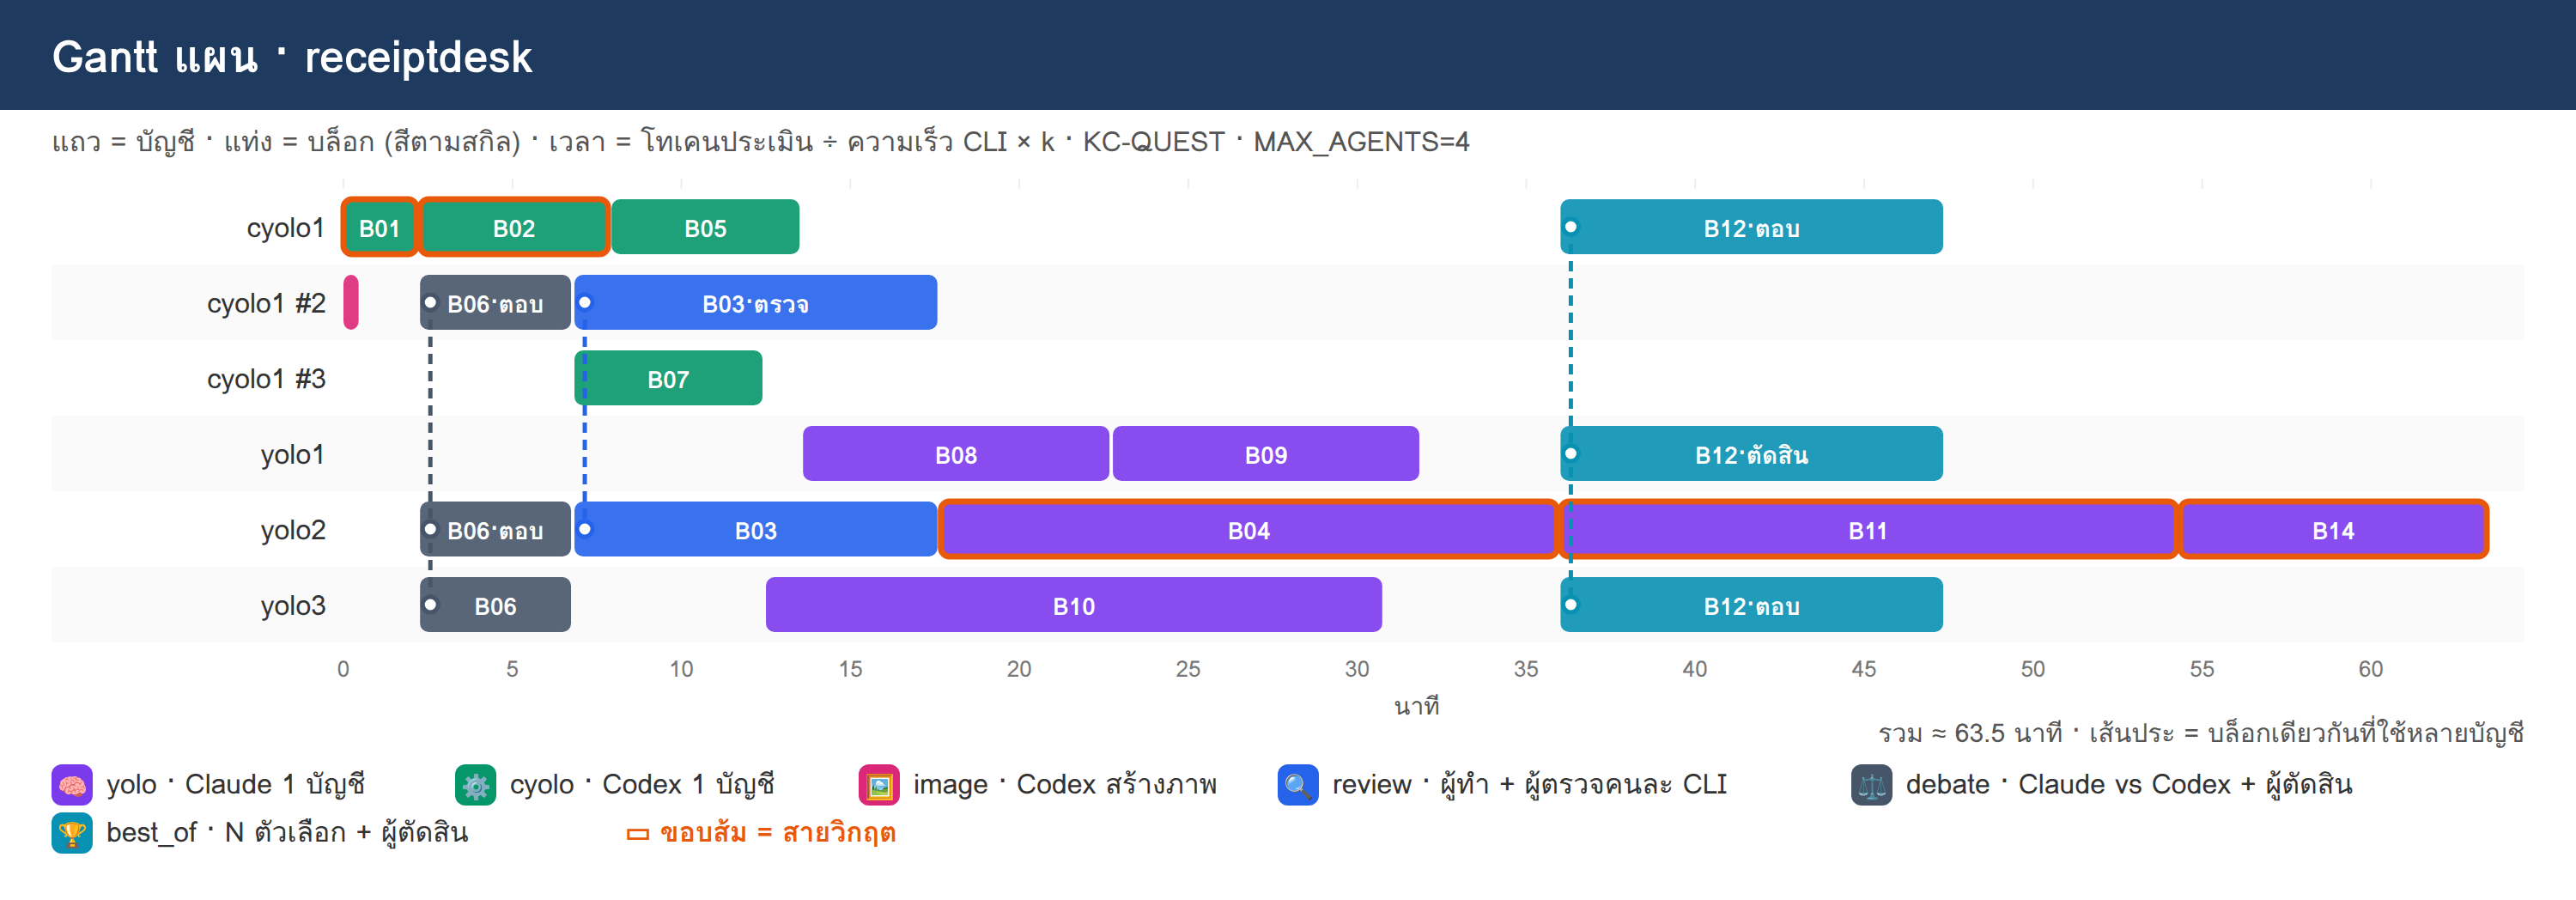 Gantt แผน · receiptdesk
แถว = บัญชี · แท่ง = บล็อก (สีตามสกิล) · เวลา = โทเคนประเมิน ÷ ความเร็ว CLI × k · KC-QUEST · MAX_AGENTS=4
cyolo1 B01 B02 B05 B12·ตอบ
cyolo1 #2 B06·ตอบ B03·ตรวจ
cyolo1 #3 B07
yolo1 B08 B09 B12·ตัดสิน
yolo2 B06·ตอบ B03 B04 B11 B14
yolo3 B06 B10 B12·ตอบ
0 5 10 15 20 25 30 35 40 45 50 55 60
นาที
รวม ≈ 63.5 นาที · เส้นประ = บล็อกเดียวกันที่ใช้หลายบัญชี
yolo · Claude 1 บัญชี cyolo · Codex 1 บัญชี image · Codex สร้างภาพ review · ผู้ทำ + ผู้ตรวจคนละ CLI debate · Claude vs Codex + ผู้ตัดสิน
best_of · N ตัวเลือก + ผู้ตัดสิน ▭ ขอบส้ม = สายวิกฤต